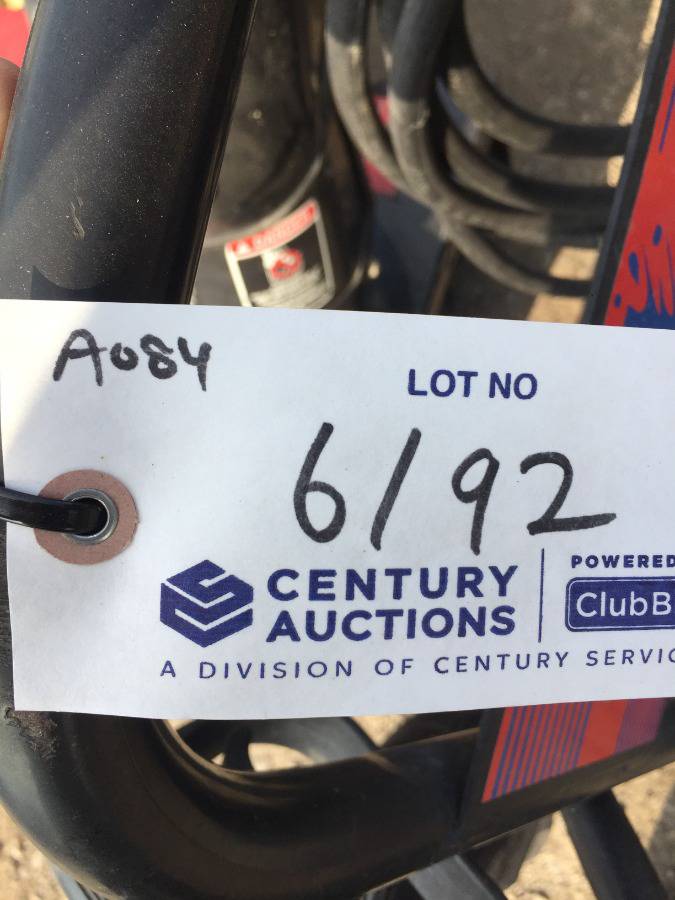 A084
LOT NO
6192
CENTURY
AUCTIONS
POWERED
ClubB
A DIVISION OF CENTURY SERVIC